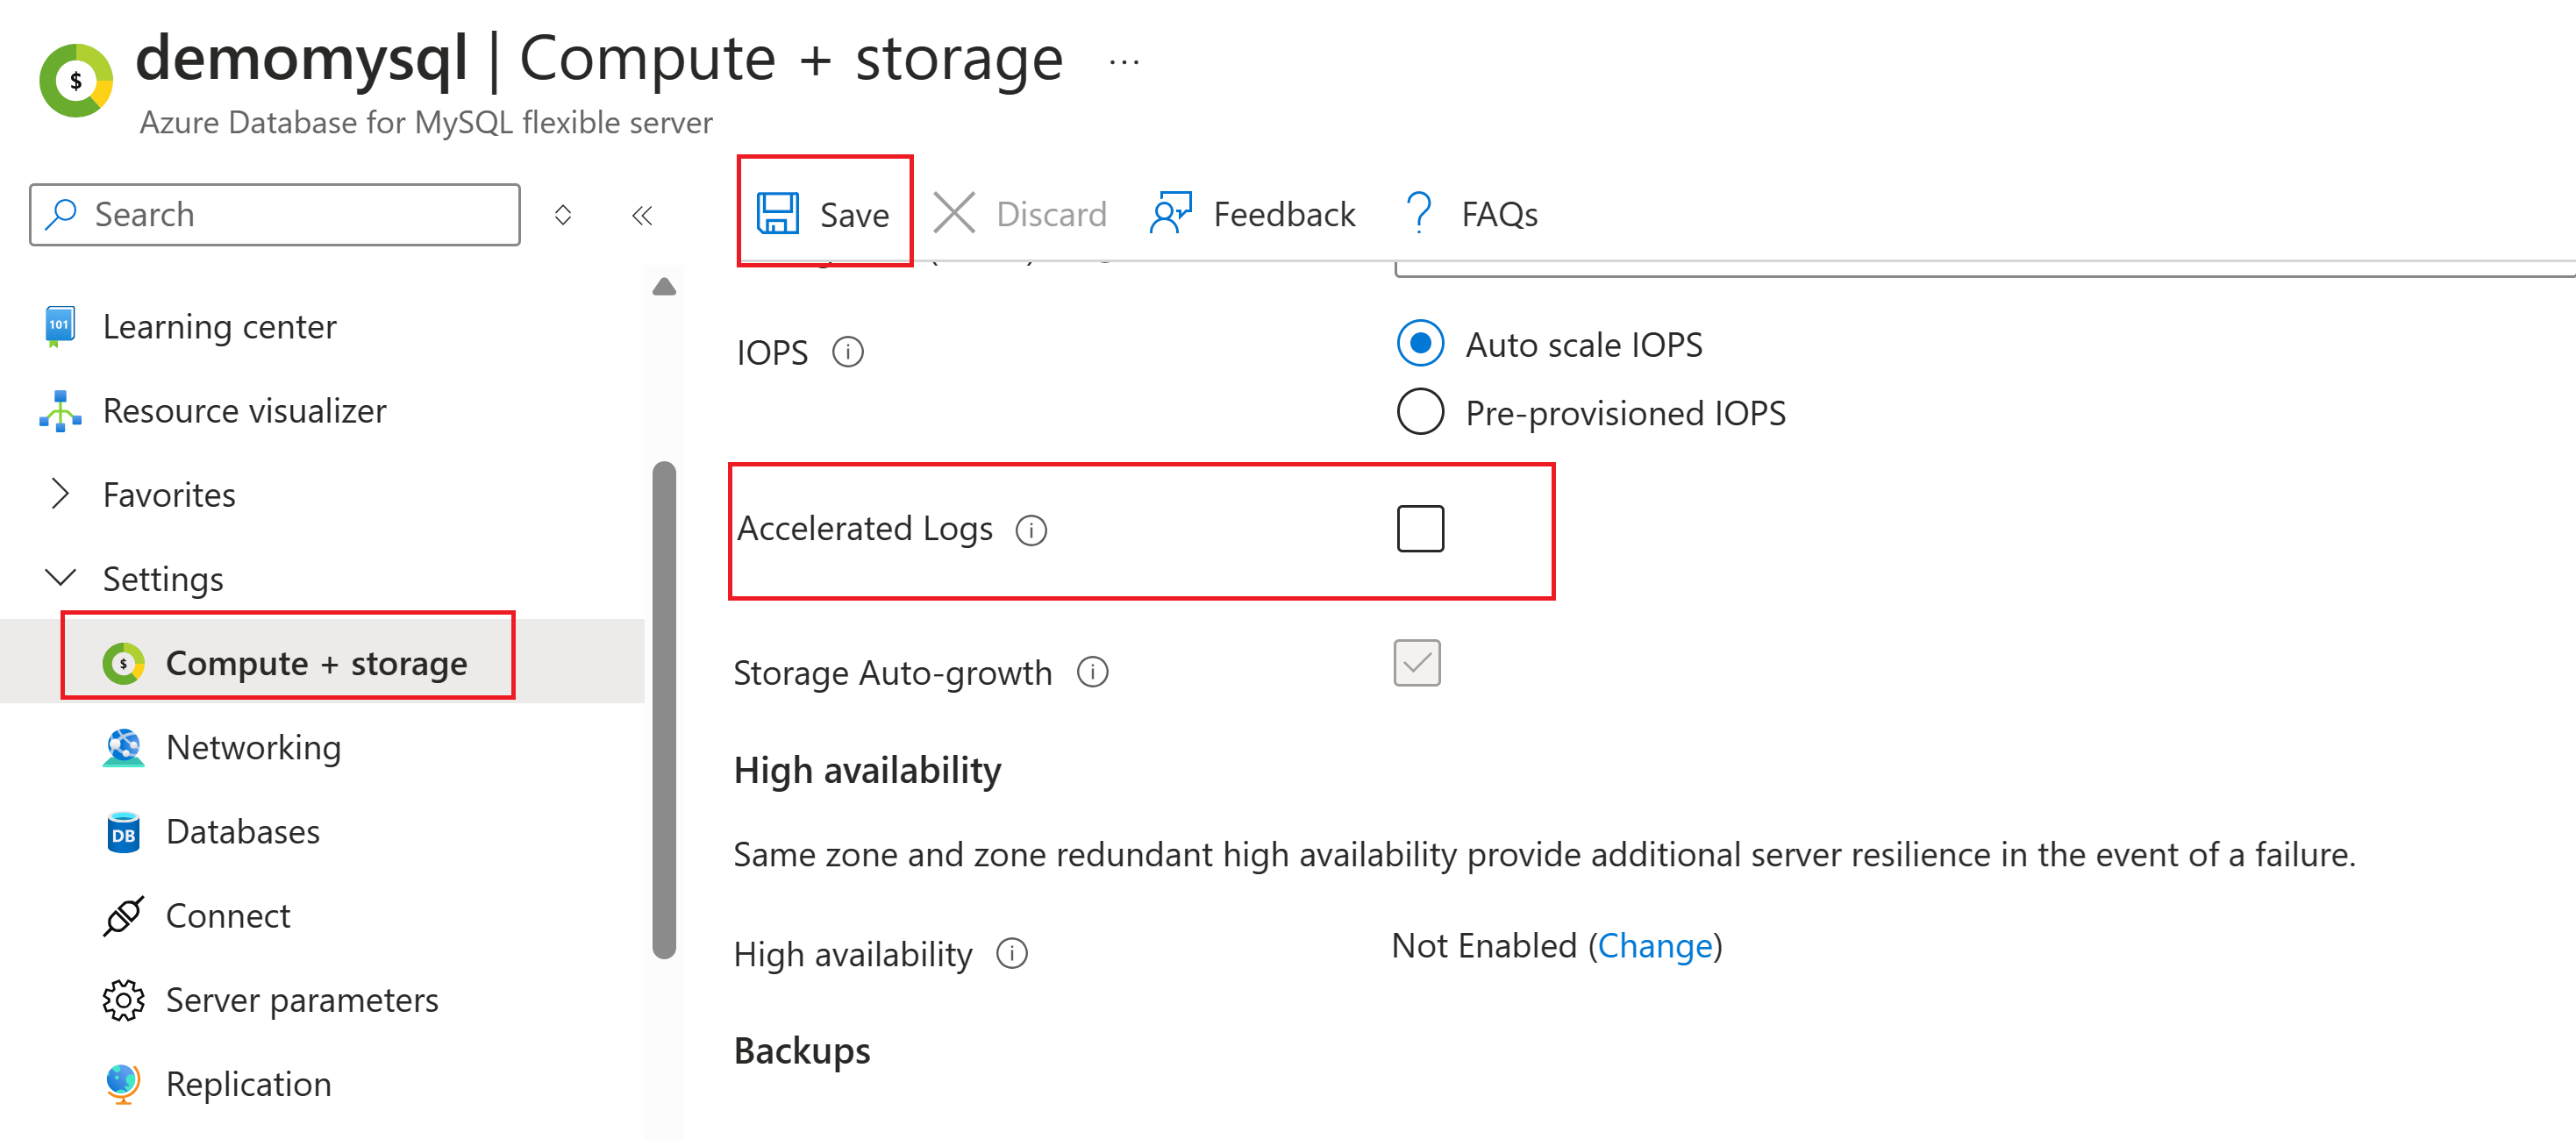 demomysql | Compute + storage ...
Azure Database for MySQL flexible server
Search
Save
Discard
Feedback
FAQs
Learning center
Resource visualizer
Favorites
Settings
Compute + storage
Networking
Databases
Connect
Server parameters
Replication
IOPS
Auto scale IOPS
Pre-provisioned IOPS
Accelerated Logs
Storage Auto-growth
High availability
Same zone and zone redundant high availability provide additional server resilience in the event of a failure.
High availability
Not Enabled (Change)
Backups